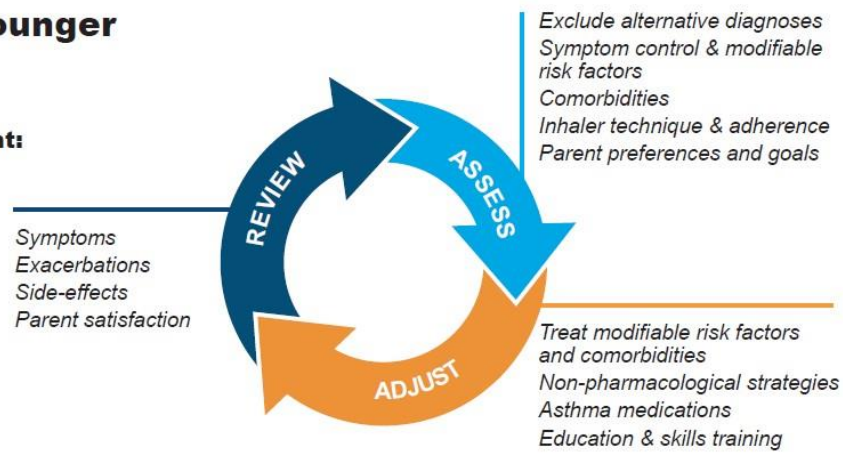 ounger
nt:
REVIEW
Symptoms
Exacerbations
Side-effects
Parent satisfaction
ASSESS
Exclude alternative diagnoses
Symptom control & modifiable
risk factors
Comorbidities
Inhaler technique & adherence
Parent preferences and goals
ADJUST
Treat modifiable risk factors
and comorbidities
Non-pharmacological strategies
Asthma medications
Education & skills training